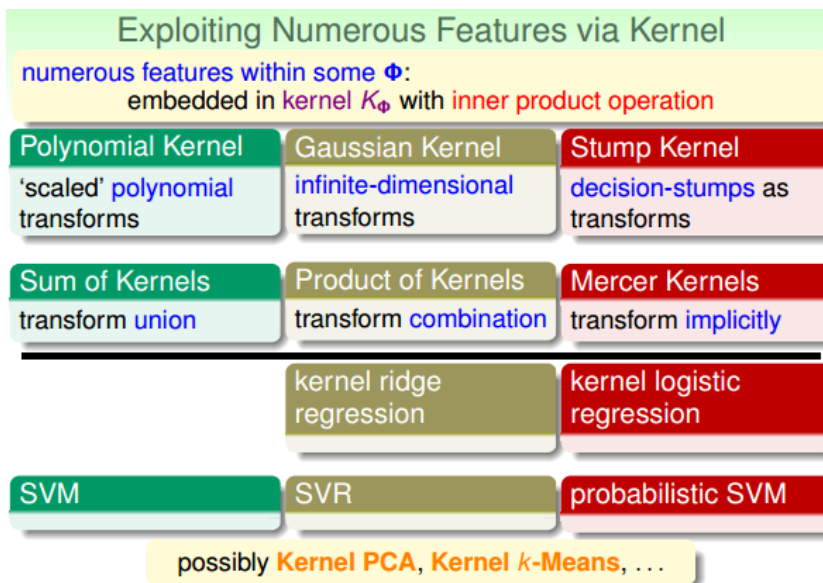 Exploiting Numerous Features via Kernel
numerous features within some Φ:
embedded in kernel K_Φ with inner product operation
Polynomial Kernel
'scaled' polynomial
transforms
Gaussian Kernel
infinite-dimensional
transforms
Stump Kernel
decision-stumps as
transforms
Sum of Kernels
transform union
Product of Kernels
transform combination
Mercer Kernels
transform implicitly
kernel ridge
regression
kernel logistic
regression
SVM
SVR
probabilistic SVM
possibly Kernel PCA, Kernel k-Means, ...